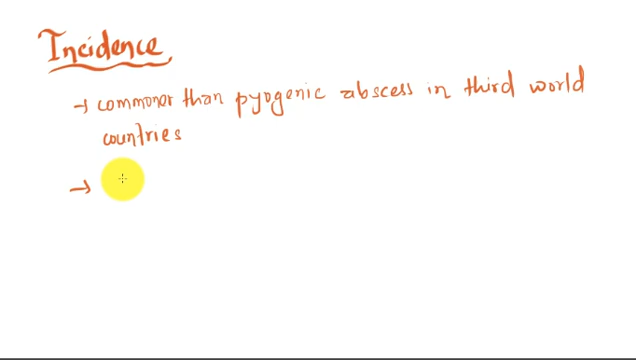 Incidence
→ commoner than pyogenic abscess in third world
countries
→